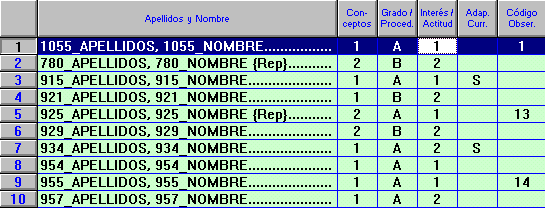 Apellidos y Nombre Con- Grado / Interés / Adap. Código
ceptos Proced. Actitud Curr. Obser.
1 1055_APELLIDOS, 1055_NOMBRE................... 1 A 1 1
2 780_APELLIDOS, 780_NOMBRE {Rep}............ 2 B 2
3 915_APELLIDOS, 915_NOMBRE....................... 1 A 1 S
4 921_APELLIDOS, 921_NOMBRE....................... 1 B 2
5 925_APELLIDOS, 925_NOMBRE {Rep}............ 2 A 1 13
6 929_APELLIDOS, 929_NOMBRE....................... 2 B 2
7 934_APELLIDOS, 934_NOMBRE....................... 1 A 2 S
8 954_APELLIDOS, 954_NOMBRE....................... 1 A 1
9 955_APELLIDOS, 955_NOMBRE....................... 1 A 1 14
10 957_APELLIDOS, 957_NOMBRE....................... 1 A 2